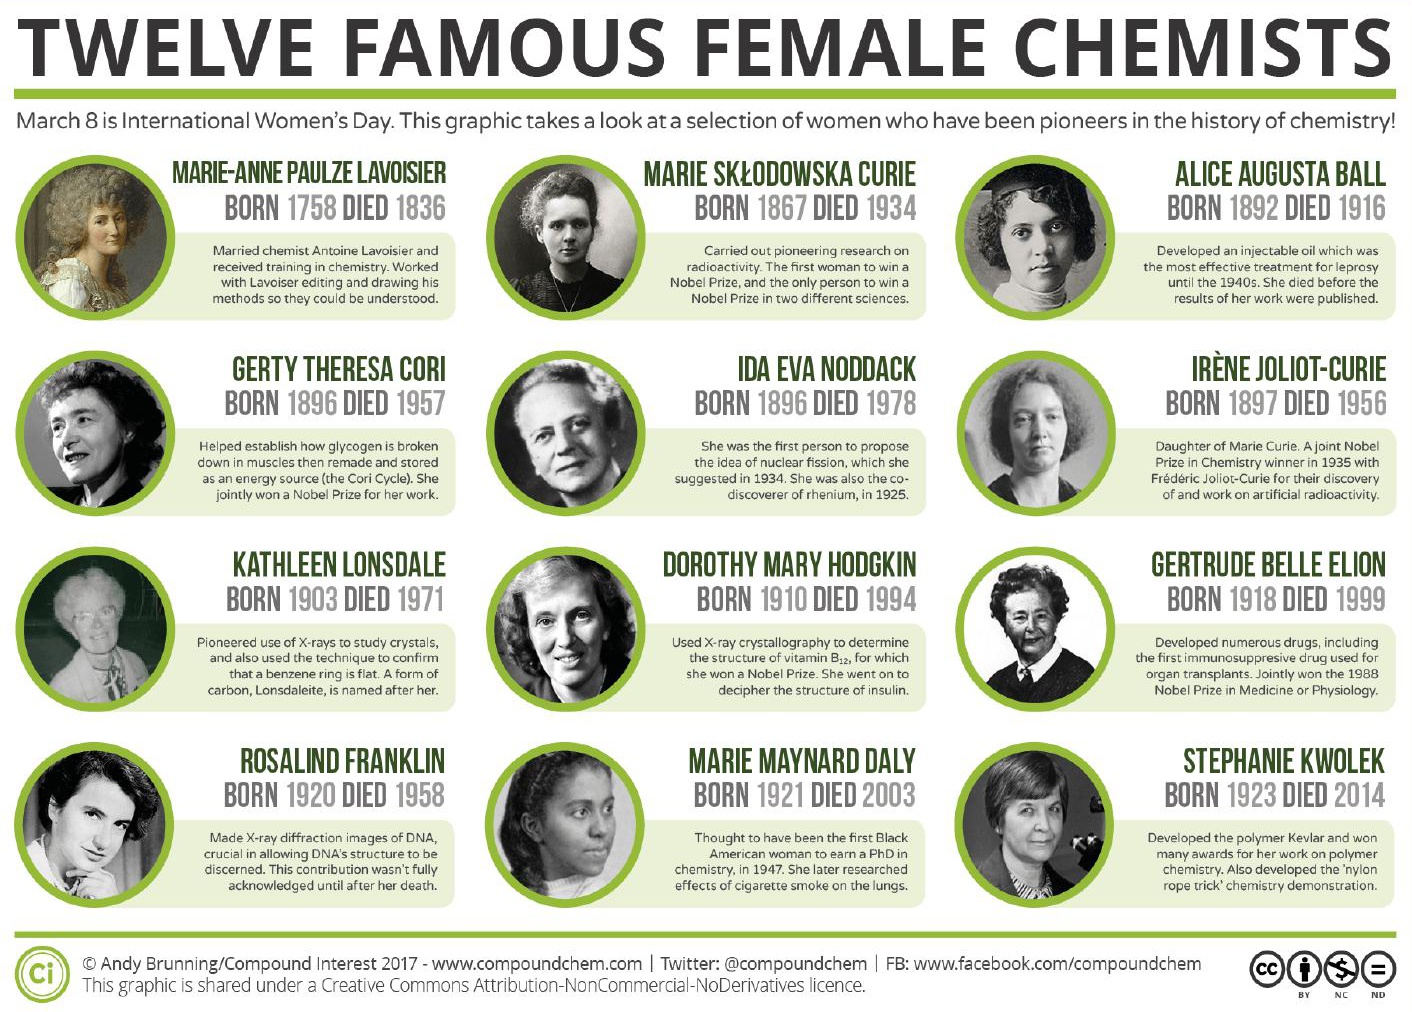 TWELVE FAMOUS FEMALE CHEMISTS
March 8 is International Women's Day. This graphic takes a look at a selection of women who have been pioneers in the history of chemistry!
MARIE-ANNE PAULZE LAVOISIER
BORN 1758 DIED 1836
Married chemist Antoine Lavoisier and
received training in chemistry. Worked
with Lavoiser editing and drawing his
methods so they could be understood.
MARIE SKŁODOWSKA CURIE
BORN 1867 DIED 1934
Carried out pioneering research on
radioactivity. The first woman to win a
Nobel Prize, and the only person to win a
Nobel Prize in two different sciences.
ALICE AUGUSTA BALL
BORN 1892 DIED 1916
Developed an injectable oil which was
the most effective treatment for leprosy
until the 1940s. She died before the
results of her work were published.
GERTY THERESA CORI
BORN 1896 DIED 1957
Helped establish how glycogen is broken
down in muscles then remade and stored
as an energy source (the Cori Cycle). She
jointly won a Nobel Prize for her work.
IDA EVA NODDACK
BORN 1896 DIED 1978
She was the first person to propose
the idea of nuclear fission, which she
suggested in 1934. She was also the co-
discoverer of rhenium, in 1925.
IRÈNE JOLIOT-CURIE
BORN 1897 DIED 1956
Daughter of Marie Curie. A joint Nobel
Prize in Chemistry winner in 1935 with
Frédéric Joliot-Curie for their discovery
of and work on artificial radioactivity.
KATHLEEN LONSDALE
BORN 1903 DIED 1971
Pioneered use of X-rays to study crystals,
and also used the technique to confirm
that a benzene ring is flat. A form of
carbon, Lonsdaleite, is named after her.
DOROTHY MARY HODGKIN
BORN 1910 DIED 1994
Used X-ray crystallography to determine
the structure of vitamin B₁₂, for which
she won a Nobel Prize. She went on to
decipher the structure of insulin.
GERTRUDE BELLE ELION
BORN 1918 DIED 1999
Developed numerous drugs, including
the first immunosuppresive drug used for
organ transplants. Jointly won the 1988
Nobel Prize in Medicine or Physiology.
ROSALIND FRANKLIN
BORN 1920 DIED 1958
Made X-ray diffraction images of DNA,
crucial in allowing DNA's structure to be
discerned. This contribution wasn't fully
acknowledged until after her death.
MARIE MAYNARD DALY
BORN 1921 DIED 2003
Thought to have been the first Black
American woman to earn a PhD in
chemistry, in 1947. She later researched
effects of cigarette smoke on the lungs.
STEPHANIE KWOLEK
BORN 1923 DIED 2014
Developed the polymer Kevlar and won
many awards for her work on polymer
chemistry. Also developed the 'nylon
rope trick' chemistry demonstration.
Ci
© Andy Brunning/Compound Interest 2017 - www.compoundchem.com | Twitter: @compoundchem | FB: www.facebook.com/compoundchem
This graphic is shared under a Creative Commons Attribution-NonCommercial-NoDerivatives licence.
cc
BY NC ND